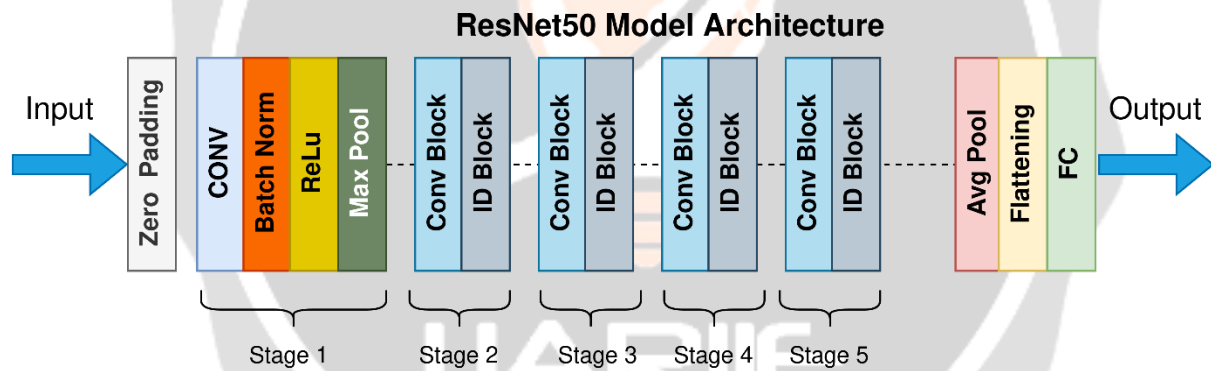 ResNet50 Model Architecture
Input
Zero Padding
CONV
Batch Norm
ReLu
Max Pool
Conv Block
ID Block
Conv Block
ID Block
Conv Block
ID Block
Conv Block
ID Block
Avg Pool
Flattening
FC
Output
Stage 1
Stage 2
Stage 3
Stage 4
Stage 5